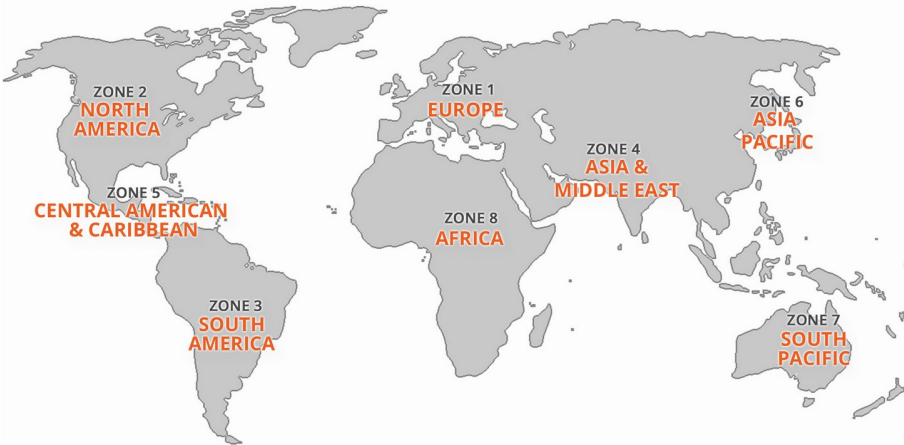 ZONE 1
EUROPE
ZONE 2
NORTH
AMERICA
ZONE 6
ASIA
PACIFIC
ZONE 4
ASIA &
MIDDLE EAST
ZONE 5
CENTRAL AMERICAN
& CARIBBEAN
ZONE 8
AFRICA
ZONE 3
SOUTH
AMERICA
ZONE 7
SOUTH
PACIFIC